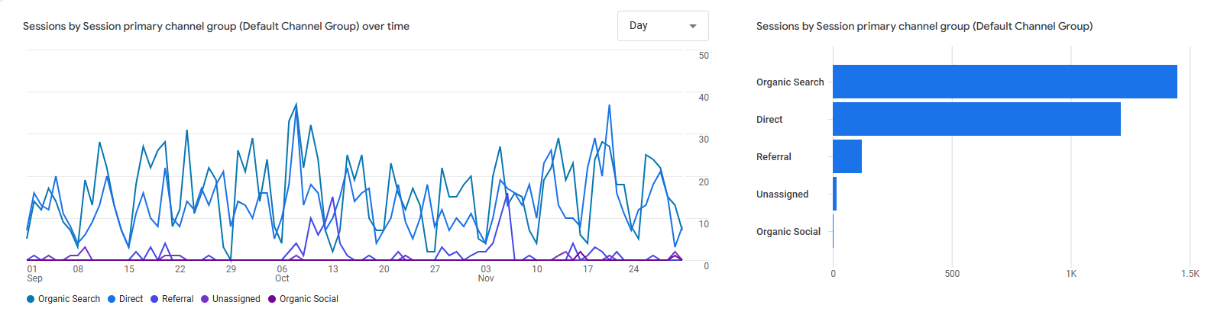 Sessions by Session primary channel group (Default Channel Group) over time
Day
50
40
30
20
10
0
01 08 15 22 29 06 13 20 27 03 10 17 24
Sep Oct Nov
Organic Search Direct Referral Unassigned Organic Social
Sessions by Session primary channel group (Default Channel Group)
Organic Search
Direct
Referral
Unassigned
Organic Social
0 500 1K 1.5K